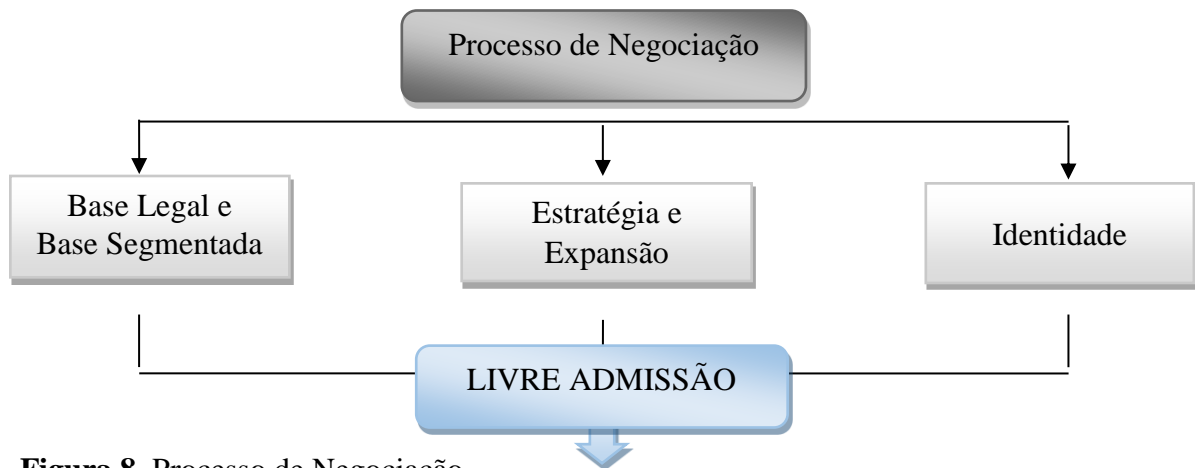 Processo de Negociação
Base Legal e
Base Segmentada
Estratégia e
Expansão
Identidade
LIVRE ADMISSÃO
Figura 8. Processo de Negociação